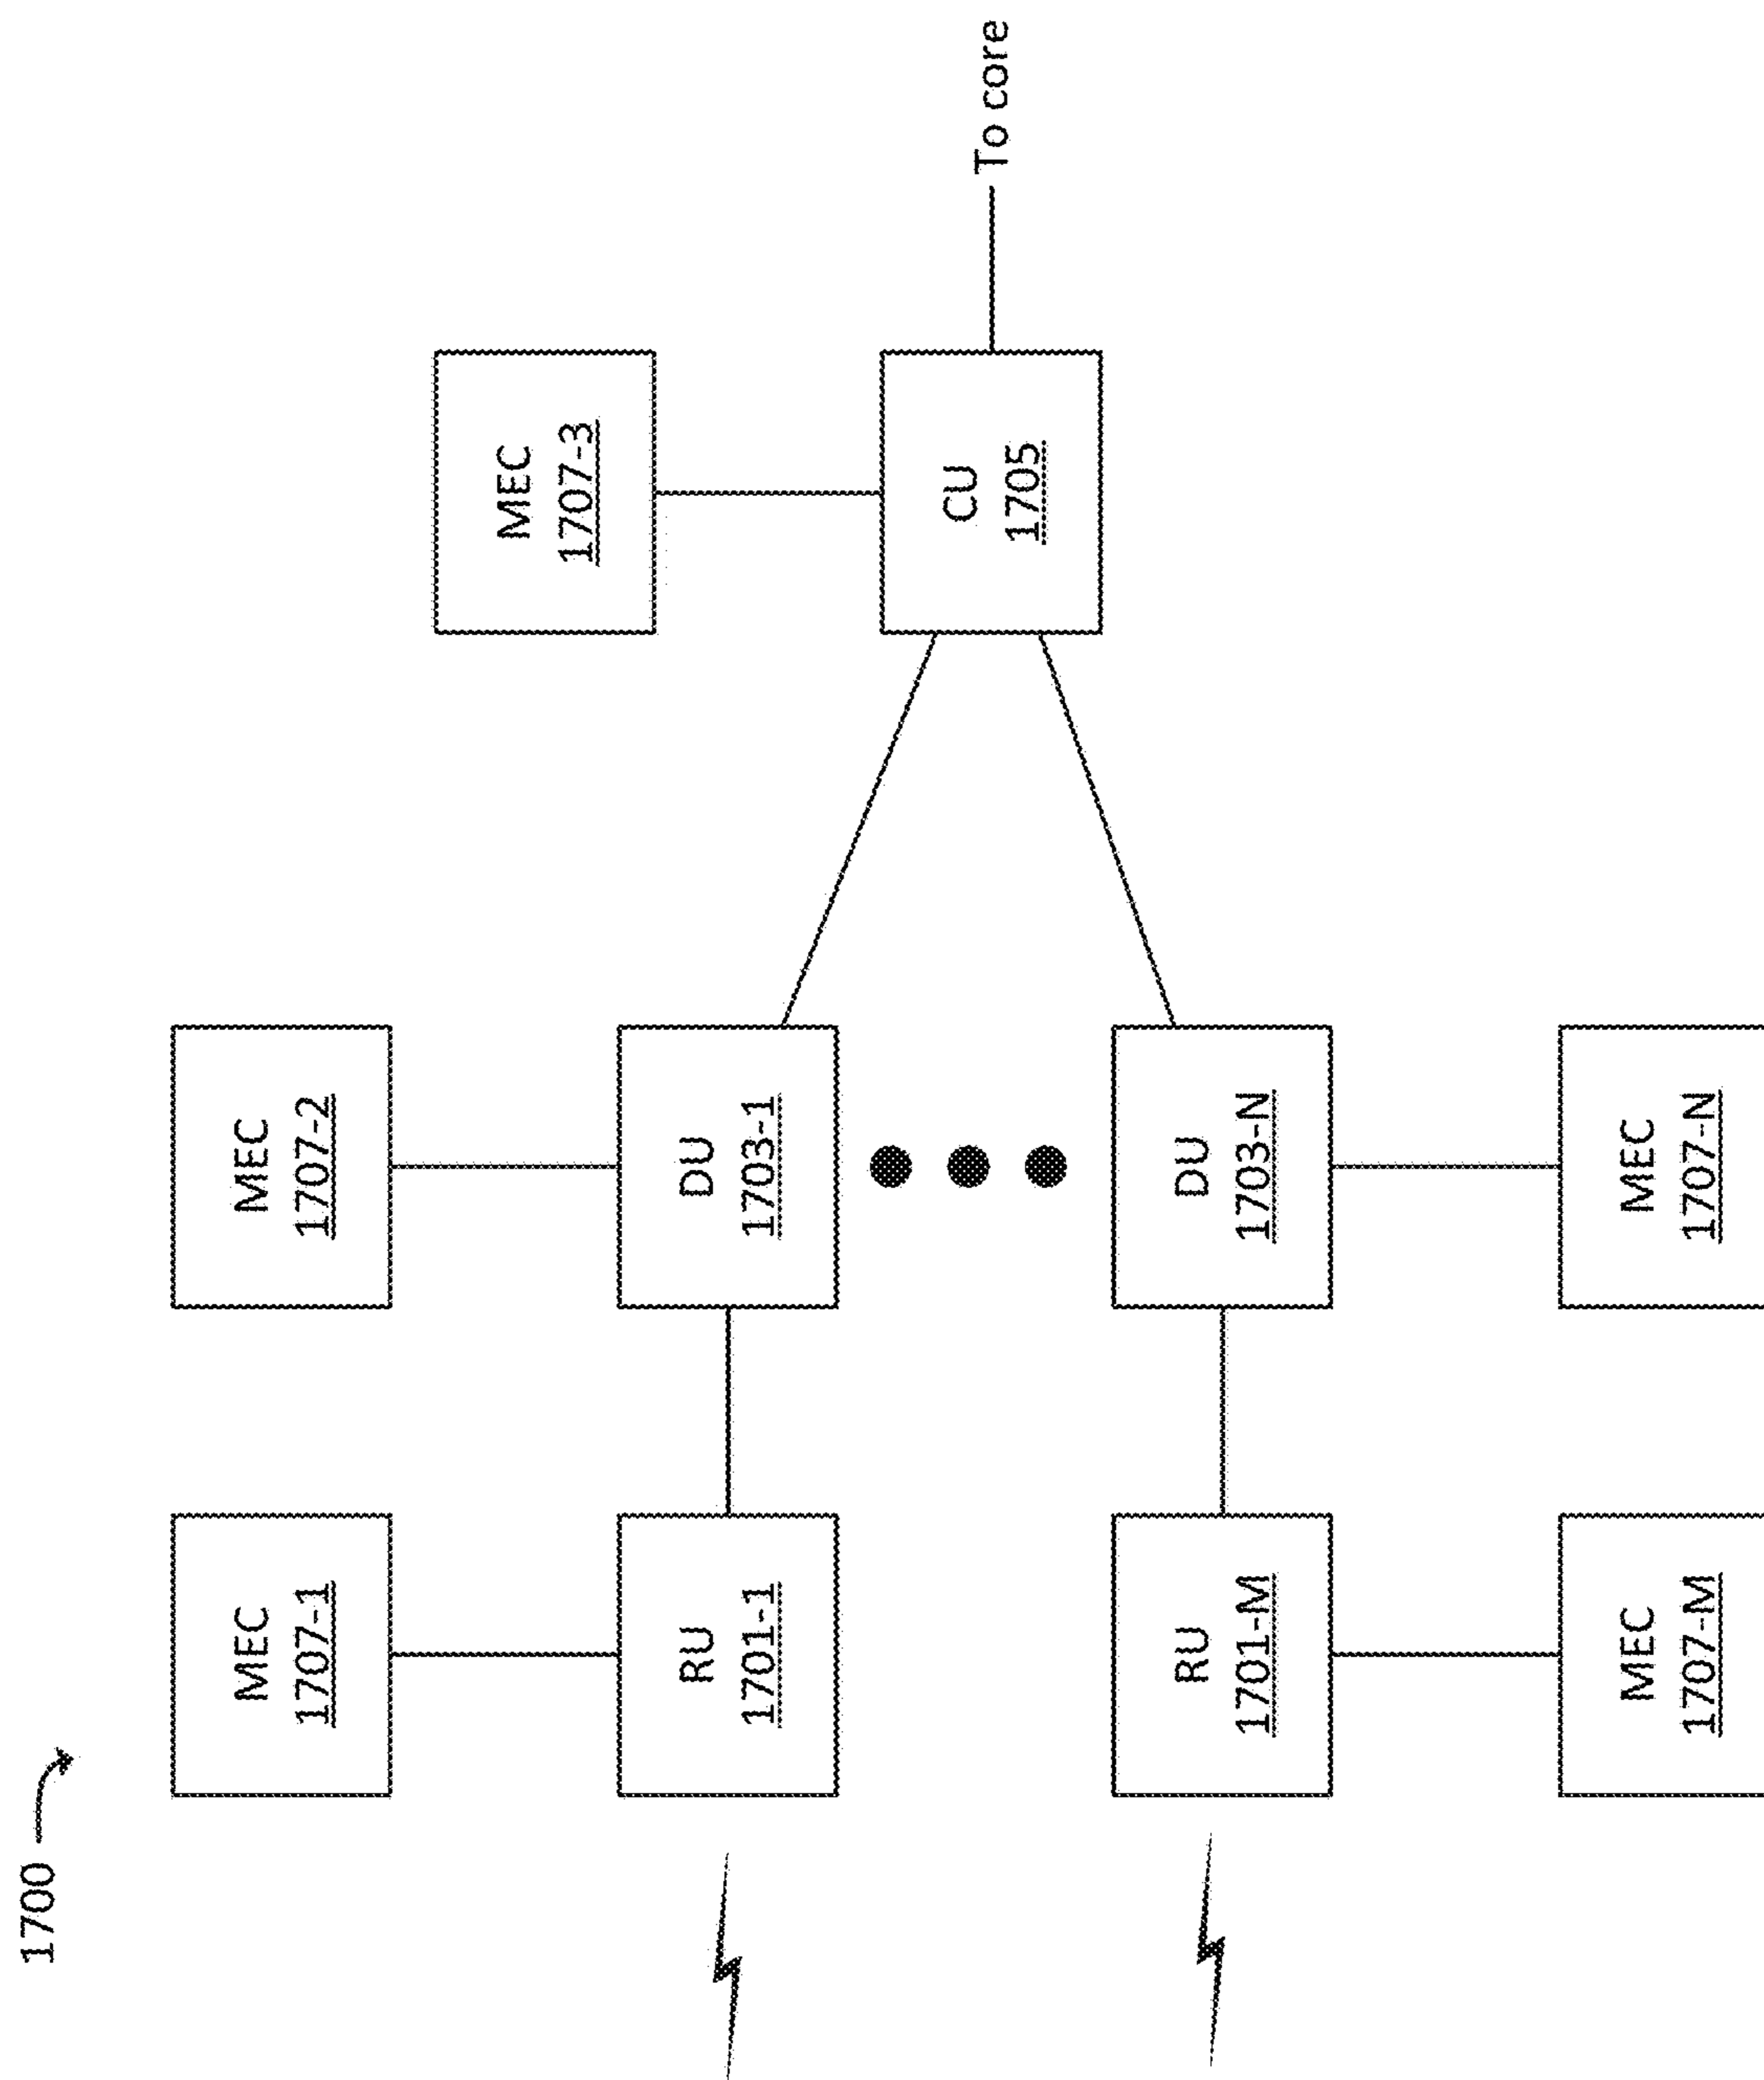 1700
MEC
1707-1
MEC
1707-2
MEC
1707-3
RU
1701-1
DU
1703-1
CU
1705
To core
RU
1701-M
DU
1703-N
MEC
1707-M
MEC
1707-N